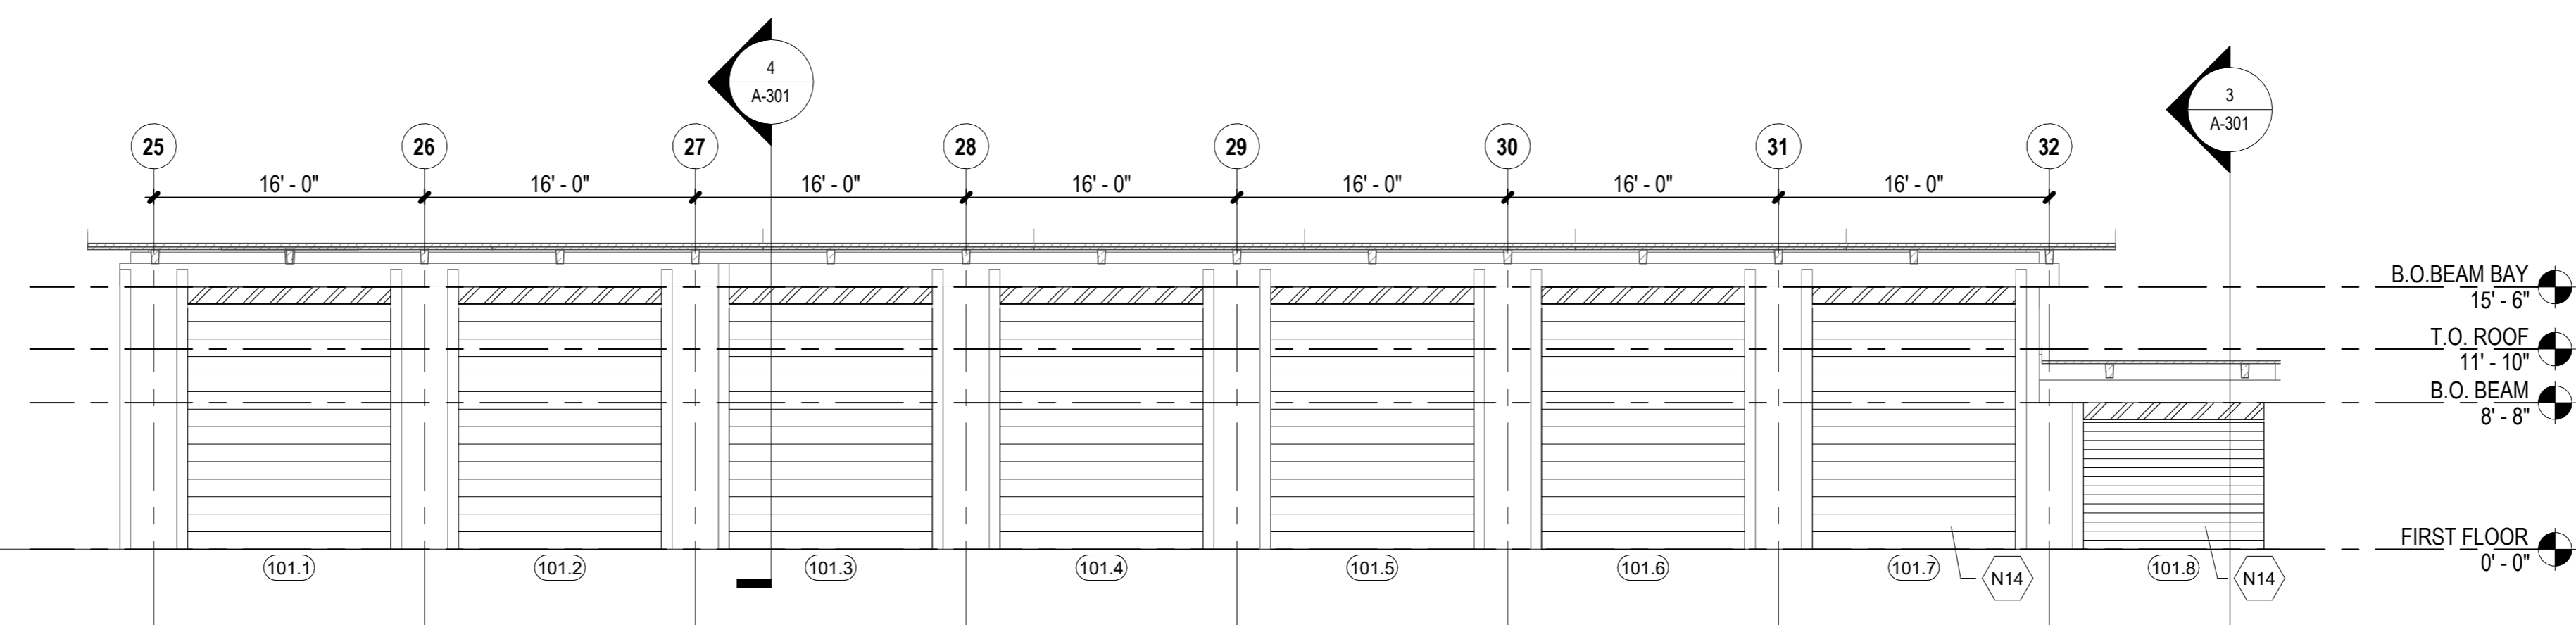 4
A-301
3
A-301
25
26
27
28
29
30
31
32
16' - 0"
16' - 0"
16' - 0"
16' - 0"
16' - 0"
16' - 0"
16' - 0"
B.O.BEAM BAY
15' - 6"
T.O. ROOF
11' - 10"
B.O. BEAM
8' - 8"
FIRST FLOOR
0' - 0"
101.1
101.2
101.3
101.4
101.5
101.6
101.7
N14
101.8
N14